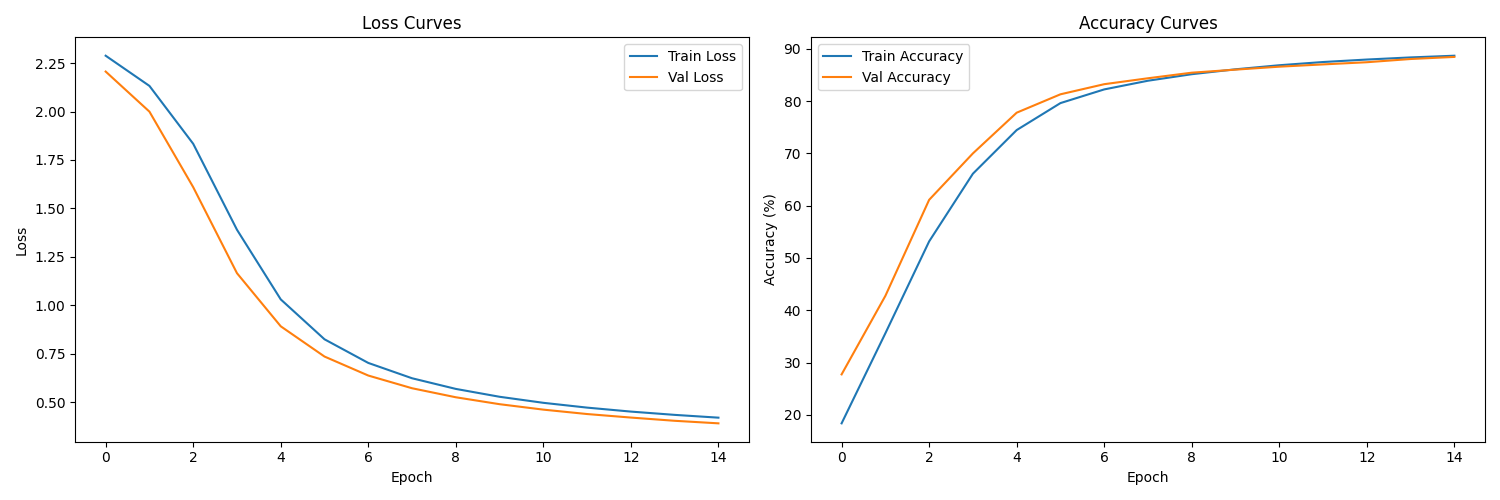 Loss Curves
Train Loss
Val Loss
2.25
2.00
1.75
1.50
1.25
1.00
0.75
0.50
Loss
0 2 4 6 8 10 12 14
Epoch
Accuracy Curves
Train Accuracy
Val Accuracy
90
80
70
60
50
40
30
20
Accuracy (%)
0 2 4 6 8 10 12 14
Epoch